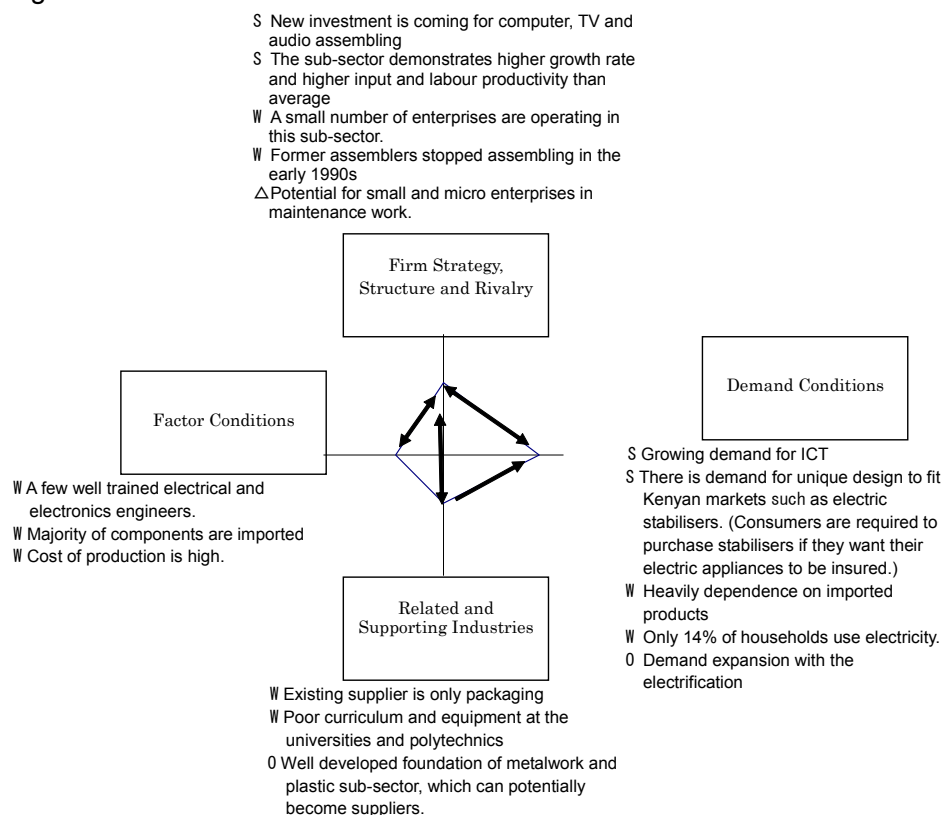 S New investment is coming for computer, TV and
audio assembling
S The sub-sector demonstrates higher growth rate
and higher input and labour productivity than
average
W A small number of enterprises are operating in
this sub-sector.
W Former assemblers stopped assembling in the
early 1990s
△Potential for small and micro enterprises in
maintenance work.
Firm Strategy,
Structure and Rivalry
Factor Conditions
W A few well trained electrical and
electronics engineers.
W Majority of components are imported
W Cost of production is high.
Demand Conditions
S Growing demand for ICT
S There is demand for unique design to fit
Kenyan markets such as electric
stabilisers. (Consumers are required to
purchase stabilisers if they want their
electric appliances to be insured.)
W Heavily dependence on imported
products
W Only 14% of households use electricity.
O Demand expansion with the
electrification
Related and
Supporting Industries
W Existing supplier is only packaging
W Poor curriculum and equipment at the
universities and polytechnics
O Well developed foundation of metalwork and
plastic sub-sector, which can potentially
become suppliers.